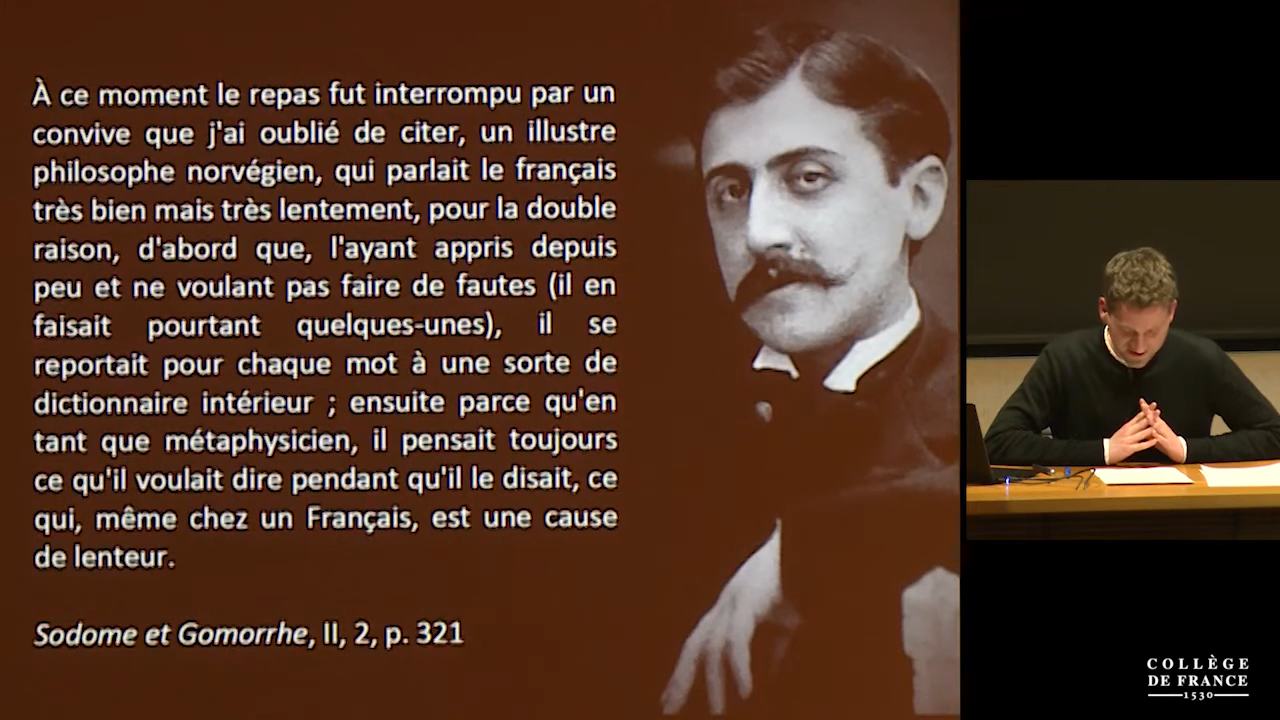 À ce moment le repas fut interrompu par un
convive que j'ai oublié de citer, un illustre
philosophe norvégien, qui parlait le français
très bien mais très lentement, pour la double
raison, d'abord que, l'ayant appris depuis
peu et ne voulant pas faire de fautes (il en
faisait pourtant quelques-unes), il se
reportait pour chaque mot à une sorte de
dictionnaire intérieur ; ensuite parce qu'en
tant que métaphysicien, il pensait toujours
ce qu'il voulait dire pendant qu'il le disait, ce
qui, même chez un Français, est une cause
de lenteur.
Sodome et Gomorrhe, II, 2, p. 321
COLLÈGE
DE FRANCE
1530